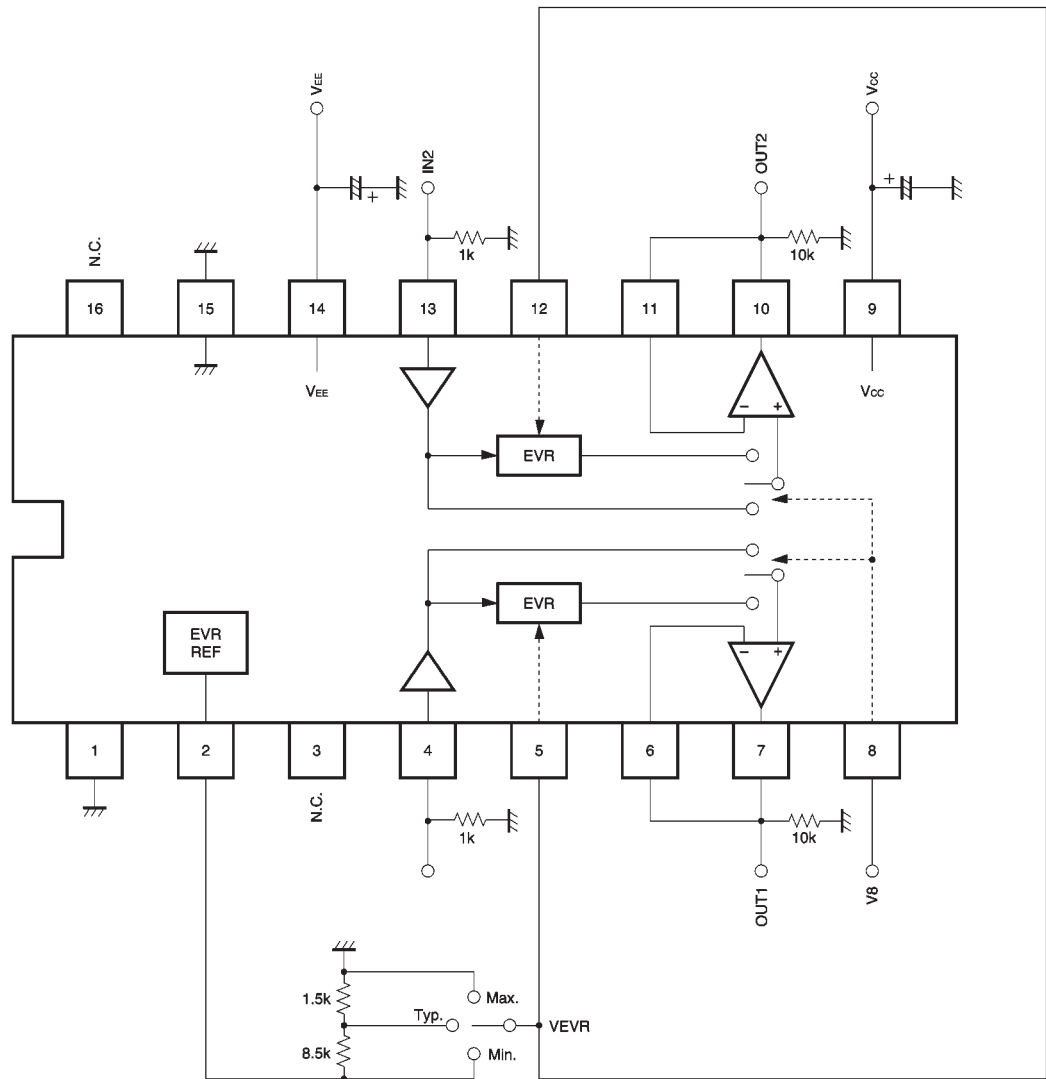 VEE
VCC
IN2
OUT2
+
+
1k
10k
N.C.
16
15
14
13
12
11
10
9
VEE
VCC
− +
EVR
EVR
EVR
REF
− +
1
2
3
4
5
6
7
8
N.C.
1k
10k
OUT1
V8
1.5k
Max.
Typ.
VEVR
8.5k
Min.